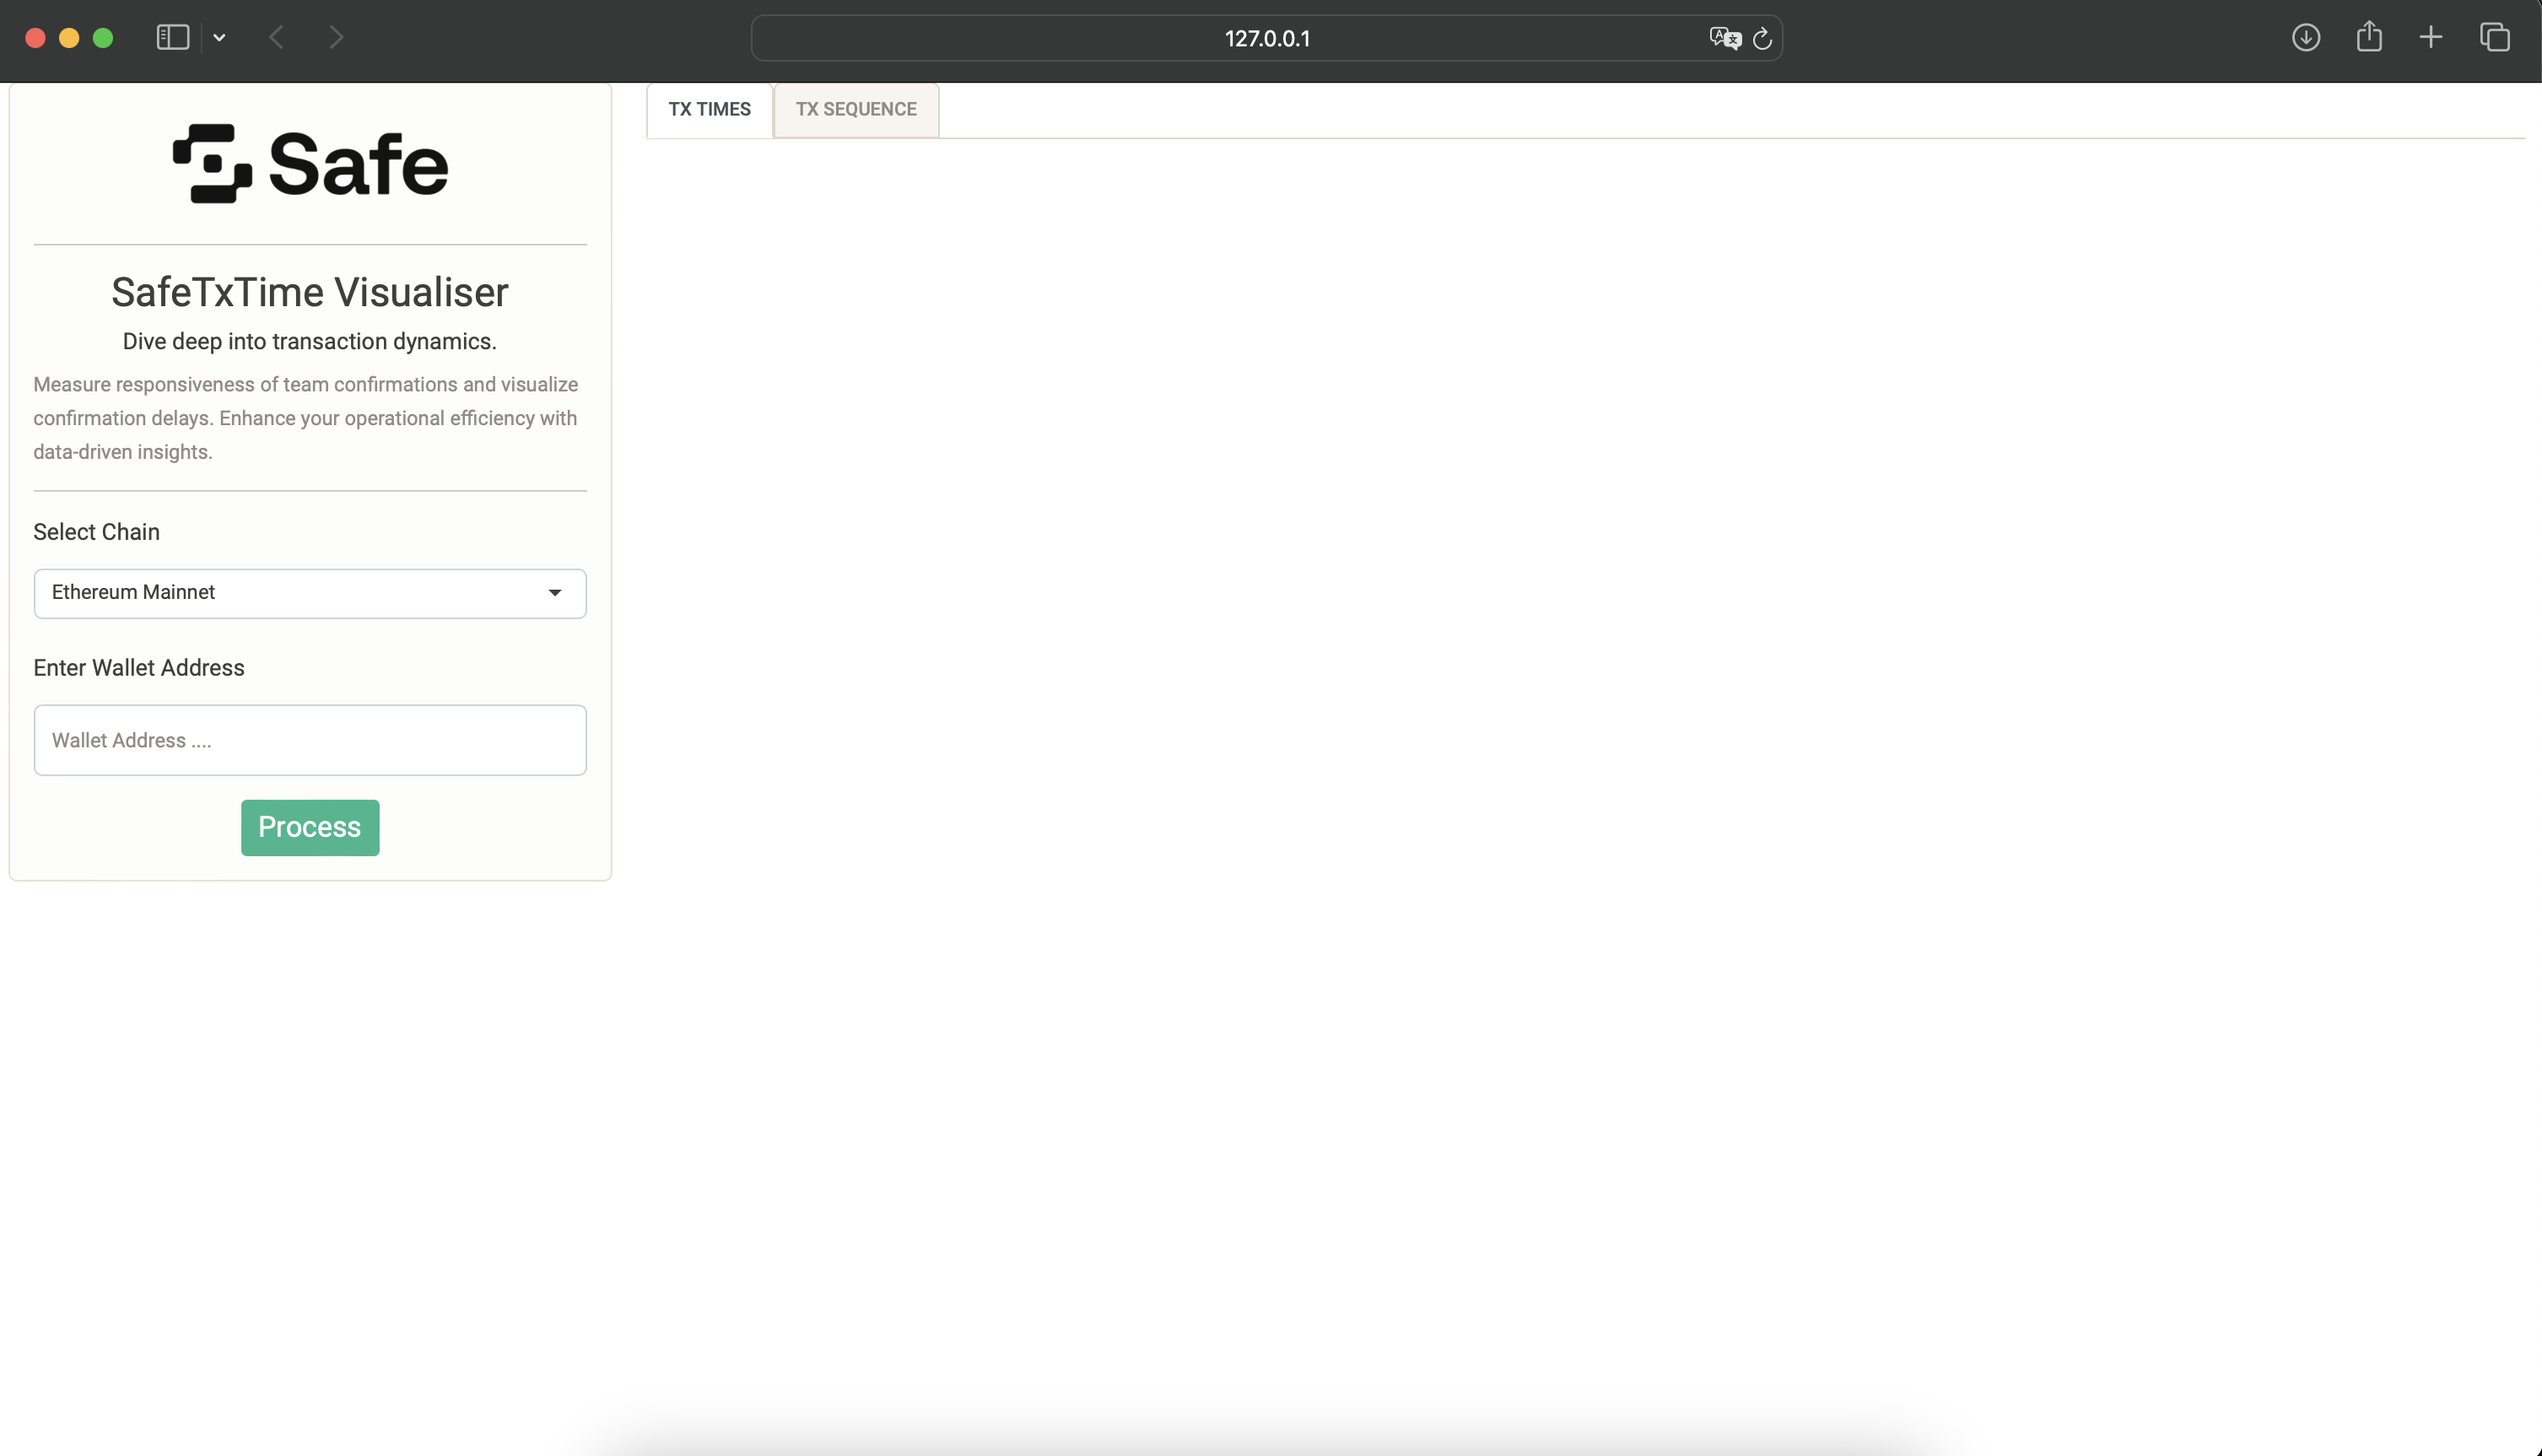 127.0.0.1
Safe
TX TIMES
TX SEQUENCE
SafeTxTime Visualiser
Dive deep into transaction dynamics.
Measure responsiveness of team confirmations and visualize
confirmation delays. Enhance your operational efficiency with
data-driven insights.
Select Chain
Ethereum Mainnet
Enter Wallet Address
Wallet Address ....
Process